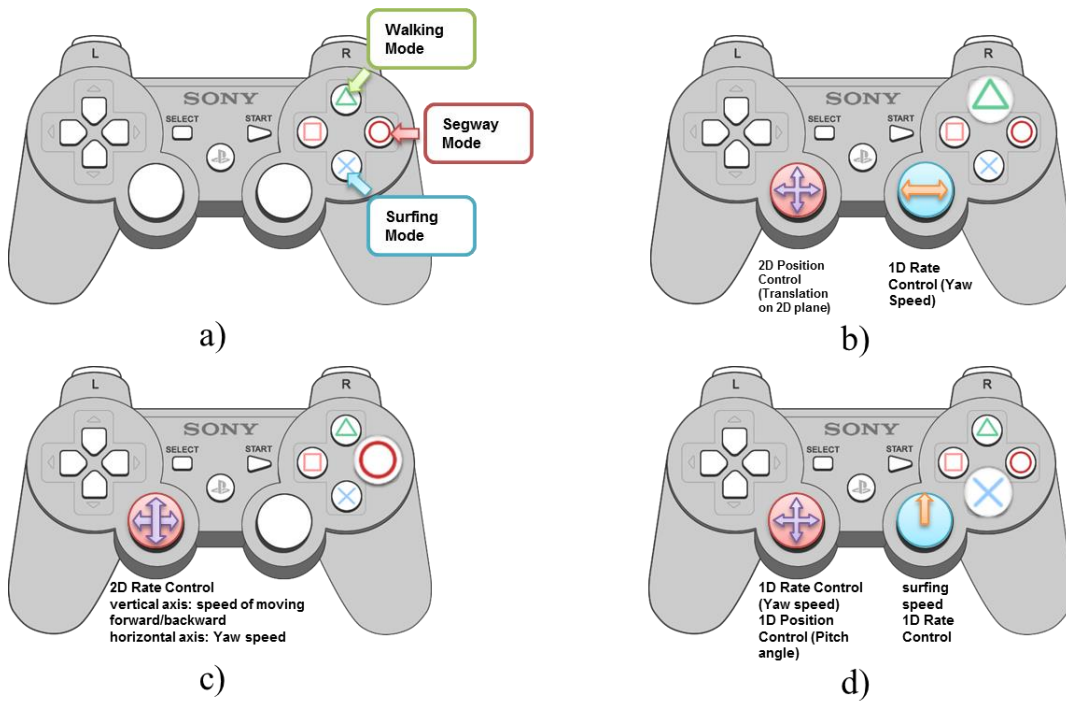 Walking
Mode
L
R
SONY
SELECT
START
Segway
Mode
Surfing
Mode
a)
L
R
SONY
SELECT
START
2D Position
Control
(Translation
on 2D plane)
1D Rate
Control (Yaw
Speed)
b)
L
R
SONY
SELECT
START
2D Rate Control
vertical axis: speed of moving
forward/backward
horizontal axis: Yaw speed
c)
L
R
SONY
SELECT
START
1D Rate Control
(Yaw speed)
1D Position
Control (Pitch
angle)
surfing
speed
1D Rate
Control
d)